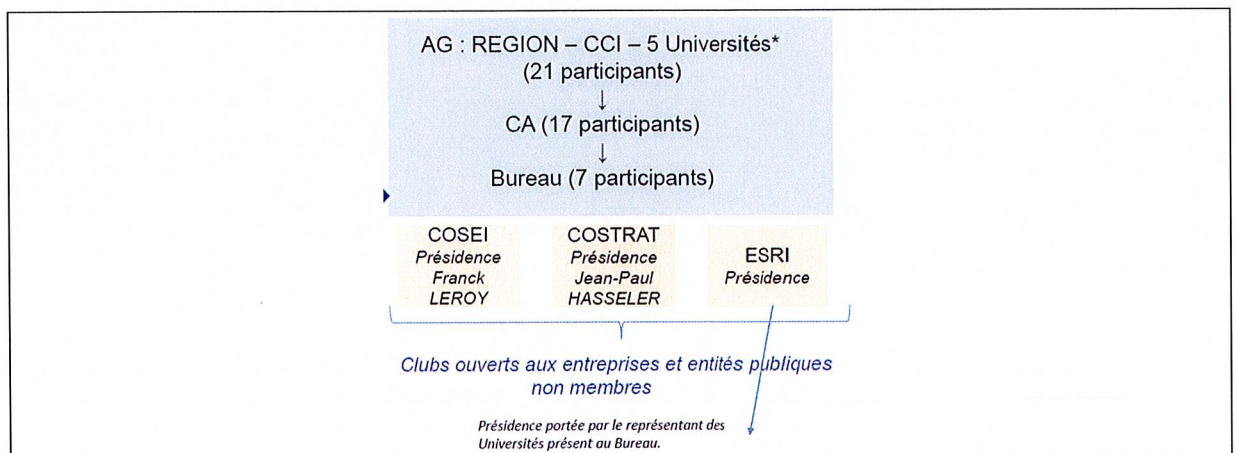 AG : REGION – CCI – 5 Universités*
(21 participants)
↓
CA (17 participants)
↓
Bureau (7 participants)
COSEI
Présidence
Franck
LEROY
COSTRAT
Présidence
Jean-Paul
HASSELER
ESRI
Présidence
Clubs ouverts aux entreprises et entités publiques
non membres
Présidence portée par le représentant des
Universités présent au Bureau.